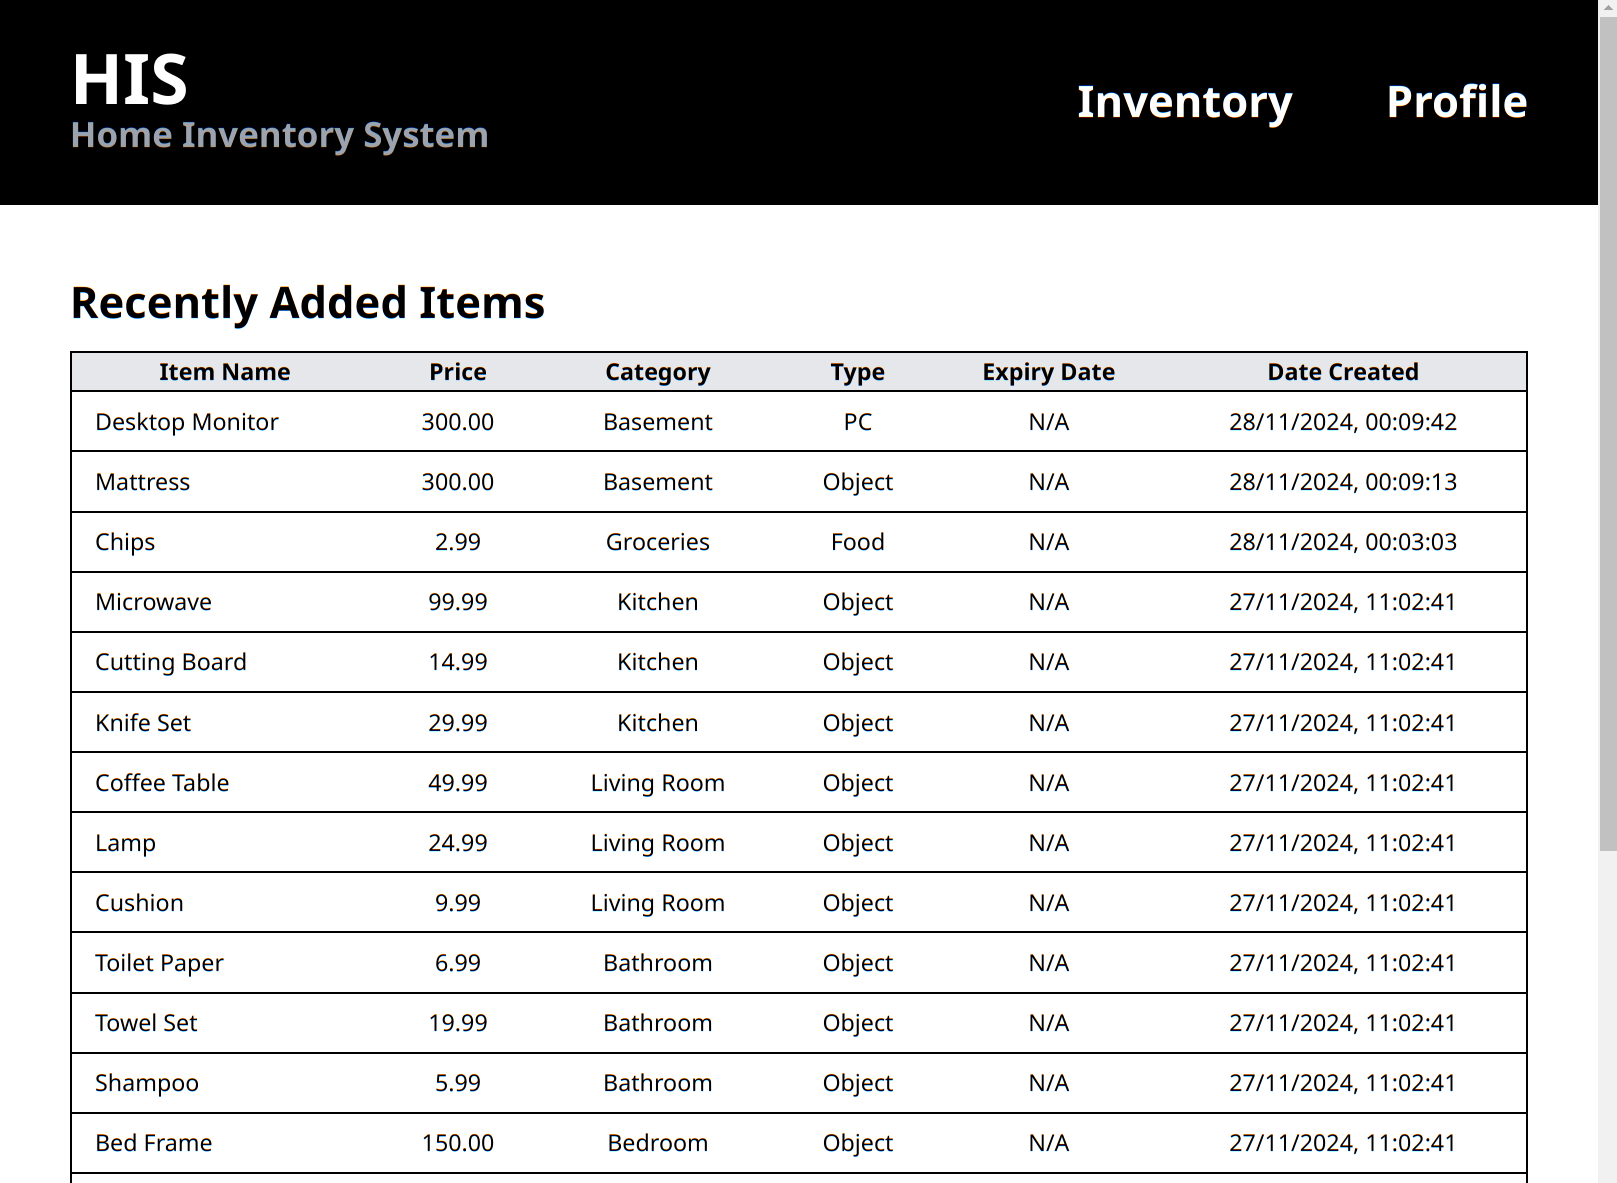 HIS
Home Inventory System
Inventory Profile
Recently Added Items
Item Name Price Category Type Expiry Date Date Created
Desktop Monitor 300.00 Basement PC N/A 28/11/2024, 00:09:42
Mattress 300.00 Basement Object N/A 28/11/2024, 00:09:13
Chips 2.99 Groceries Food N/A 28/11/2024, 00:03:03
Microwave 99.99 Kitchen Object N/A 27/11/2024, 11:02:41
Cutting Board 14.99 Kitchen Object N/A 27/11/2024, 11:02:41
Knife Set 29.99 Kitchen Object N/A 27/11/2024, 11:02:41
Coffee Table 49.99 Living Room Object N/A 27/11/2024, 11:02:41
Lamp 24.99 Living Room Object N/A 27/11/2024, 11:02:41
Cushion 9.99 Living Room Object N/A 27/11/2024, 11:02:41
Toilet Paper 6.99 Bathroom Object N/A 27/11/2024, 11:02:41
Towel Set 19.99 Bathroom Object N/A 27/11/2024, 11:02:41
Shampoo 5.99 Bathroom Object N/A 27/11/2024, 11:02:41
Bed Frame 150.00 Bedroom Object N/A 27/11/2024, 11:02:41